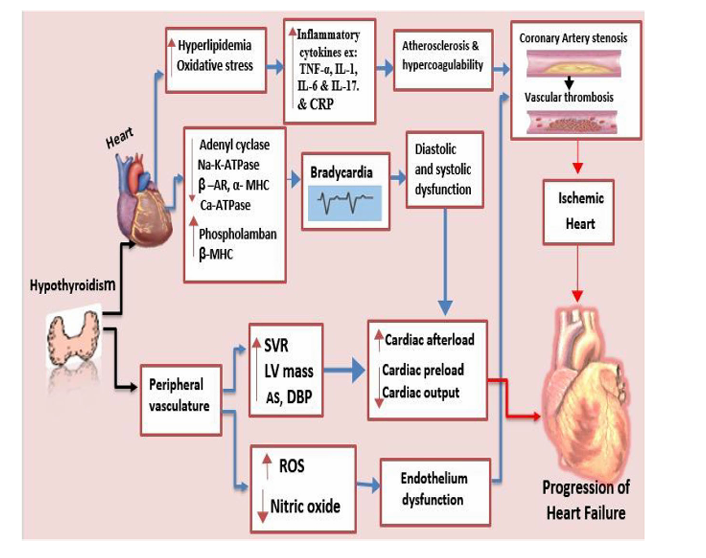 Hyperlipidemia
Oxidative stress
Inflammatory
cytokines ex:
TNF-α, IL-1,
IL-6 & IL-17.
& CRP
Atherosclerosis &
hypercoagulability
Coronary Artery stenosis
Vascular thrombosis
Heart
Adenyl cyclase
Na-K-ATPase
β –AR, α- MHC
Ca-ATPase
Phospholamban
β-MHC
Bradycardia
Diastolic
and systolic
dysfunction
Ischemic
Heart
Hypothyroidism
Peripheral
vasculature
SVR
LV mass
AS, DBP
Cardiac afterload
Cardiac preload
Cardiac output
ROS
Nitric oxide
Endothelium
dysfunction
Progression of
Heart Failure